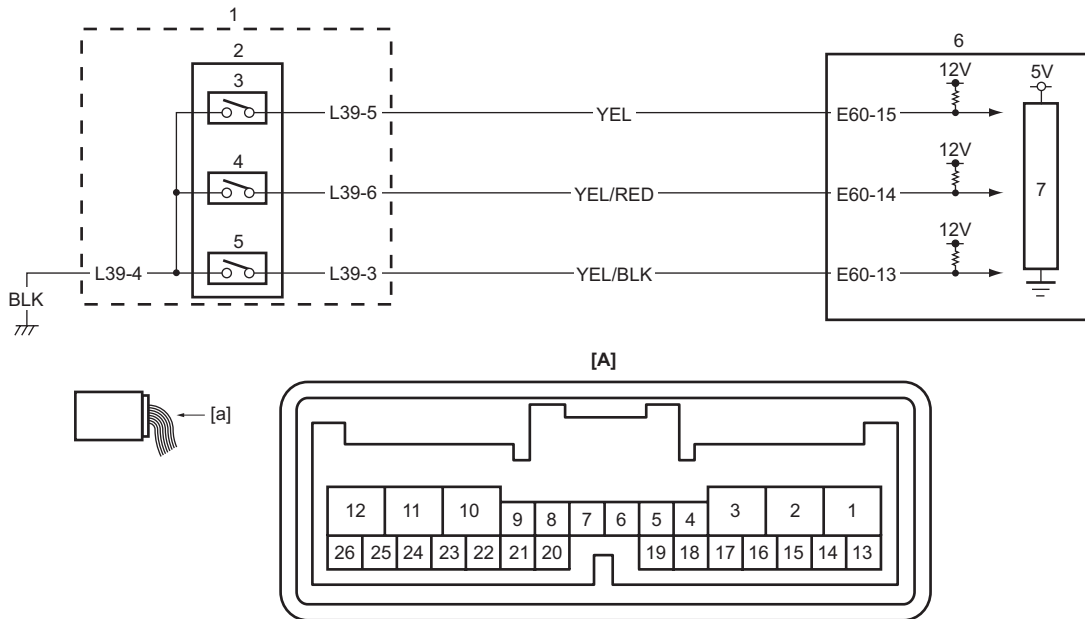 1
2
6
3
12V
5V
L39-5
YEL
E60-15
4
12V
L39-6
YEL/RED
E60-14
7
5
12V
L39-4
L39-3
YEL/BLK
E60-13
BLK
[A]
[a]
12 11 10 9 8 7 6 5 4 3 2 1
26 25 24 23 22 21 20 19 18 17 16 15 14 13